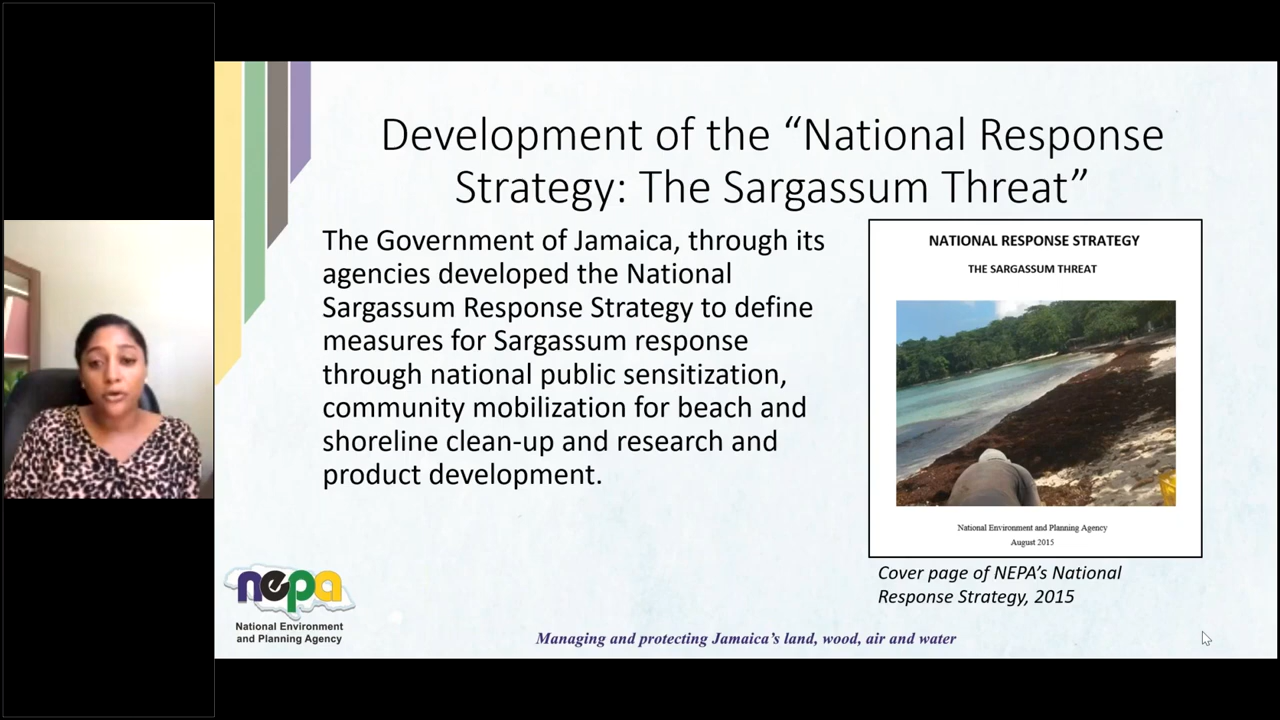 Development of the “National Response
Strategy: The Sargassum Threat”
The Government of Jamaica, through its
agencies developed the National
Sargassum Response Strategy to define
measures for Sargassum response
through national public sensitization,
community mobilization for beach and
shoreline clean-up and research and
product development.
NATIONAL RESPONSE STRATEGY
THE SARGASSUM THREAT
National Environment and Planning Agency
August 2015
Cover page of NEPA’s National
Response Strategy, 2015
nepa
National Environment
and Planning Agency
Managing and protecting Jamaica’s land, wood, air and water